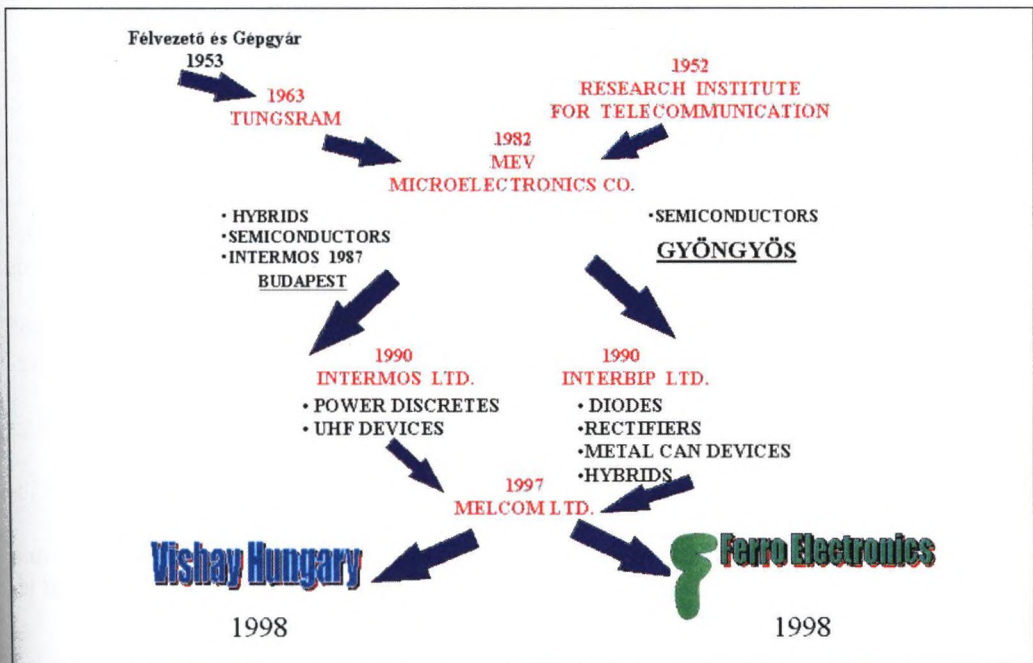 Félvezető és Gépgyár
1953
1963
TUNGSRAM
1952
RESEARCH INSTITUTE
FOR TELECOMMUNICATION
1982
MEV
MICROELECTRONICS CO.
• HYBRIDS
•SEMICONDUCTORS
•INTERMOS 1987
BUDAPEST
•SEMICONDUCTORS
GYÖNGYÖS
1990
INTERMOS LTD.
• POWER DISCRETES
• UHF DEVICES
1990
INTERBIP LTD.
• DIODES
•RECTIFIERS
•METAL CAN DEVICES
•HYBRIDS
1997
MELCOM LTD.
Vishay Hungary
1998
Ferro Electronics
1998